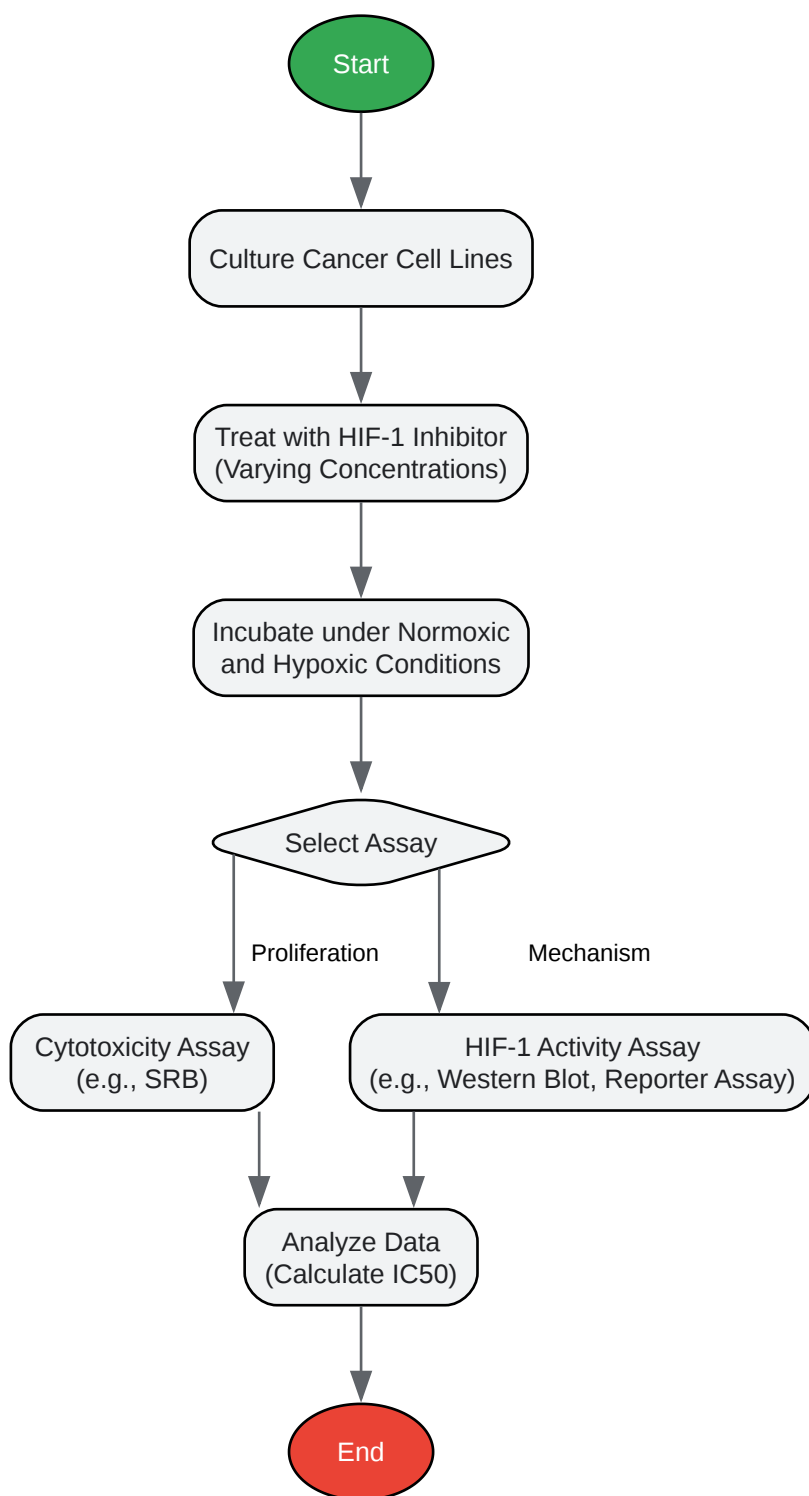 Start
Culture Cancer Cell Lines
Treat with HIF-1 Inhibitor
(Varying Concentrations)
Incubate under Normoxic
and Hypoxic Conditions
Select Assay
Proliferation
Mechanism
Cytotoxicity Assay
(e.g., SRB)
HIF-1 Activity Assay
(e.g., Western Blot, Reporter Assay)
Analyze Data
(Calculate IC50)
End